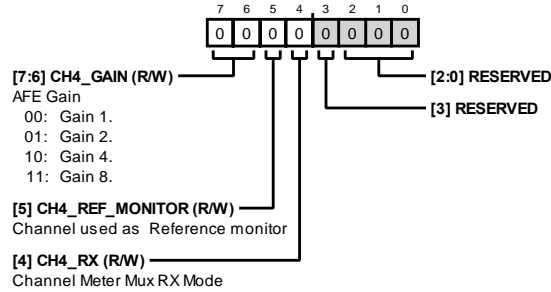 7 6 5 4 3 2 1 0
0 0 0 0 0 0 0 0
[7:6] CH4_GAIN (R/W)
AFE Gain
00: Gain 1.
01: Gain 2.
10: Gain 4.
11: Gain 8.
[5] CH4_REF_MONITOR (R/W)
Channel used as Reference monitor
[4] CH4_RX (R/W)
Channel Meter Mux RX Mode
[2:0] RESERVED
[3] RESERVED